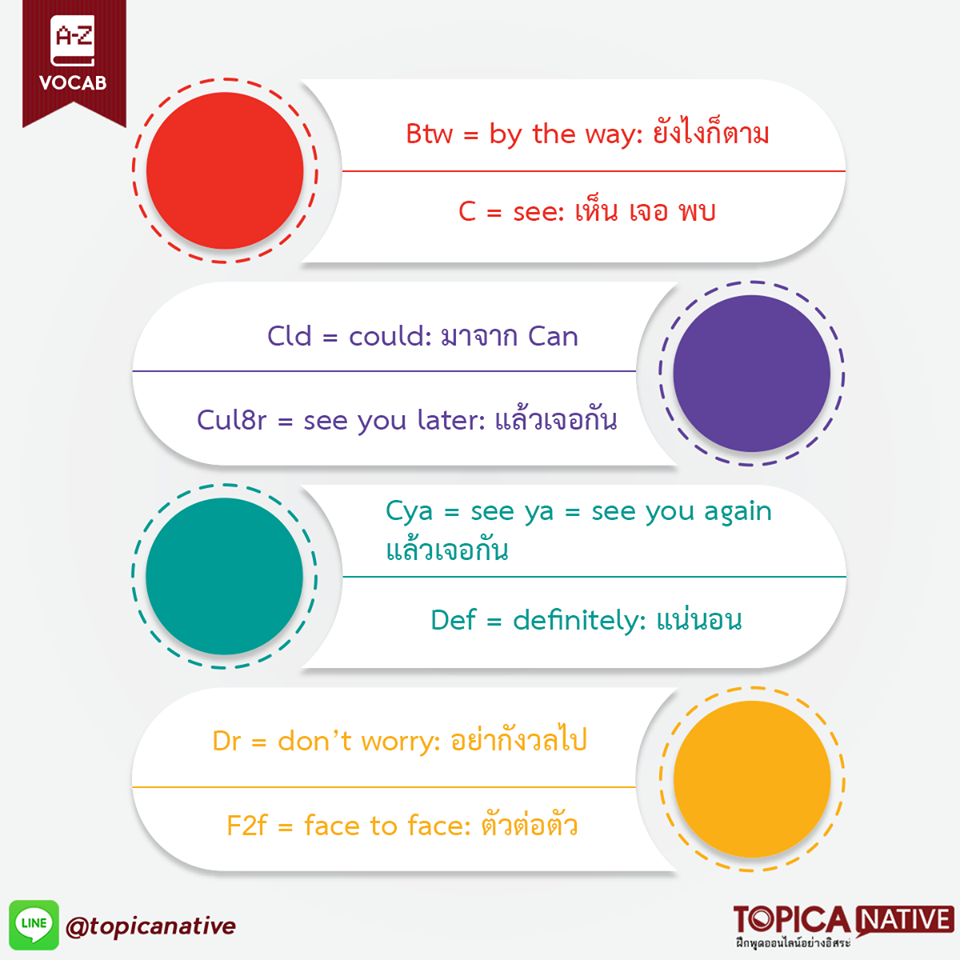 A-Z
VOCAB
Btw = by the way: ยังไงก็ตาม
C = see: เห็น เจอ พบ
Cld = could: มาจาก Can
Cul8r = see you later: แล้วเจอกัน
Cya = see ya = see you again
แล้วเจอกัน
Def = definitely: แน่นอน
Dr = don't worry: อย่ากังวลไป
F2f = face to face: ตัวต่อตัว
LINE @topicanative
TOPICA NATIVE
ฝึกพูดออนไลน์อย่างอิสระ